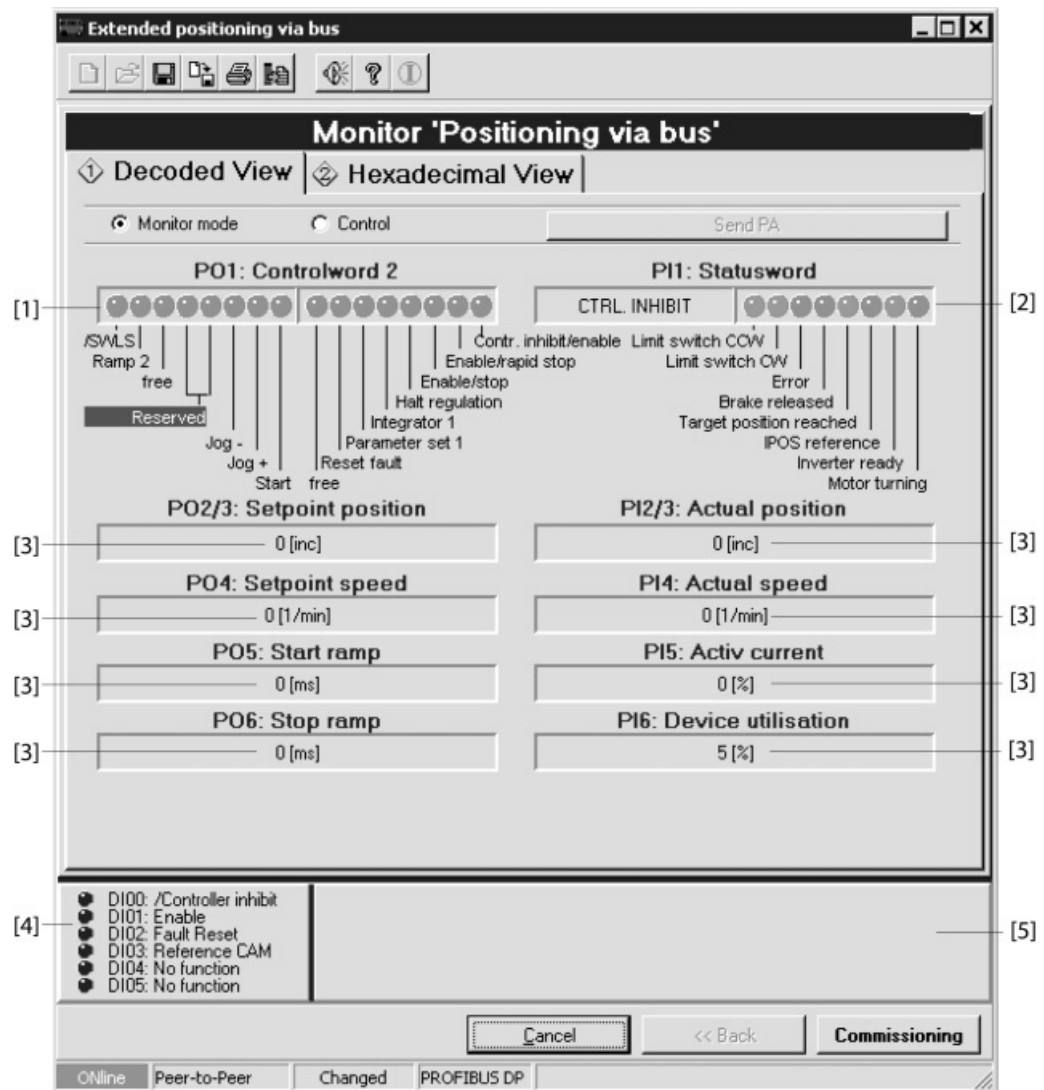 Extended positioning via bus
Monitor 'Positioning via bus'
1 Decoded View
2 Hexadecimal View
Monitor mode
Control
Send PA
PO1: Controlword 2
PI1: Statusword
[1]
CTRL. INHIBIT
[2]
/SWLS
Contr. inhibit/enable
Limit switch CCW
Ramp 2
Enable/rapid stop
Limit switch CW
free
Enable/stop
Error
Halt regulation
Brake released
Reserved
Integrator 1
Target position reached
Jog -
Parameter set 1
IPOS reference
Jog +
Reset fault
Inverter ready
Start
free
Motor turning
PO2/3: Setpoint position
PI2/3: Actual position
[3]
0 [inc]
0 [inc]
[3]
PO4: Setpoint speed
PI4: Actual speed
[3]
0 [1/min]
0 [1/min]
[3]
PO5: Start ramp
PI5: Activ current
[3]
0 [ms]
0 [%]
[3]
PO6: Stop ramp
PI6: Device utilisation
[3]
0 [ms]
5 [%]
[3]
DI00: /Controller inhibit
DI01: Enable
[4]
DI02: Fault Reset
[5]
DI03: Reference CAM
DI04: No function
DI05: No function
Cancel
<< Back
Commissioning
ONline
Peer-to-Peer
Changed
PROFIBUS DP